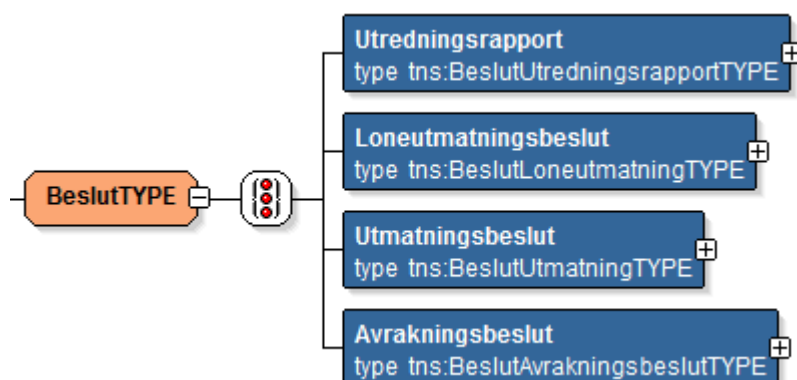 Utredningsrapport
type tns:BeslutUtredningsrapportTYPE
Loneutmatningsbeslut
type tns:BeslutLoneutmatningTYPE
BeslutTYPE
Utmatningsbeslut
type tns:BeslutUtmatningTYPE
Avrakningsbeslut
type tns:BeslutAvrakningsbeslutTYPE